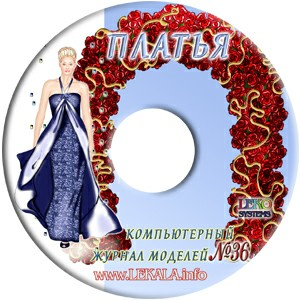 ПЛАТЬЯ
LEKO
SYSTEMS
КОМПЬЮТЕРНЫЙ
ЖУРНАЛ МОДЕЛЕЙ №36
www.LEKALA.info